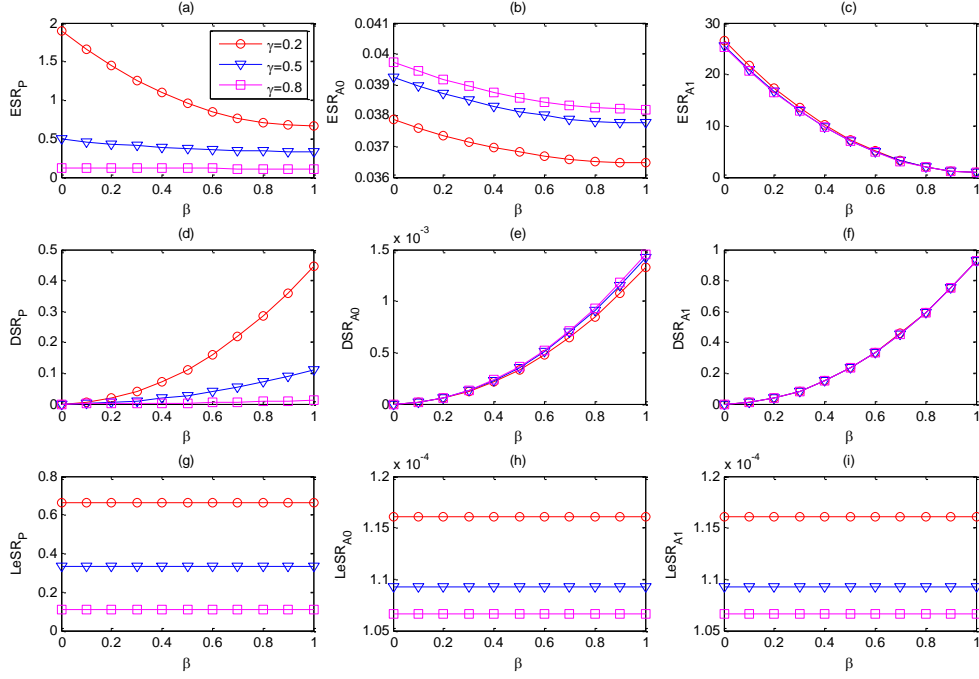 (a)
2
1.5
1
0.5
0
ESR_P
0 0.2 0.4 0.6 0.8 1
β
γ=0.2
γ=0.5
γ=0.8
(b)
0.041
0.04
0.039
0.038
0.037
0.036
ESR_A0
0 0.2 0.4 0.6 0.8 1
β
(c)
30
20
10
0
ESR_A1
0 0.2 0.4 0.6 0.8 1
β
(d)
0.5
0.4
0.3
0.2
0.1
0
DSR_P
0 0.2 0.4 0.6 0.8 1
β
(e)
x 10^-3
1.5
1
0.5
0
DSR_A0
0 0.2 0.4 0.6 0.8 1
β
(f)
1
0.8
0.6
0.4
0.2
0
DSR_A1
0 0.2 0.4 0.6 0.8 1
β
(g)
0.8
0.6
0.4
0.2
0
LeSR_P
0 0.2 0.4 0.6 0.8 1
β
(h)
x 10^-4
1.2
1.15
1.1
1.05
LeSR_A0
0 0.2 0.4 0.6 0.8 1
β
(i)
x 10^-4
1.2
1.15
1.1
1.05
LeSR_A1
0 0.2 0.4 0.6 0.8 1
β